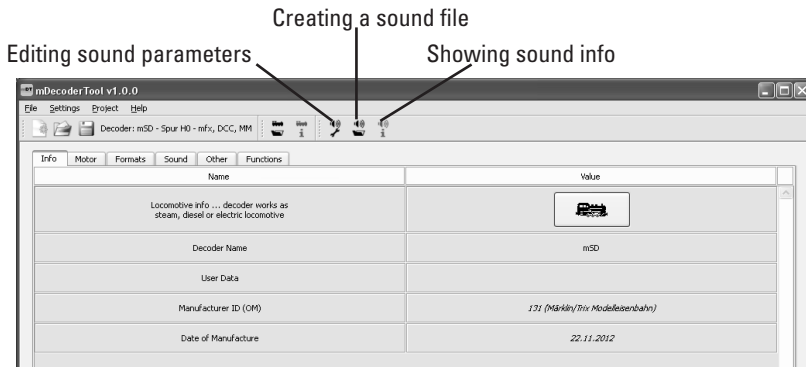 Creating a sound file
Editing sound parameters
Showing sound info
mDecoderTool v1.0.0
File Settings Project Help
Decoder: mSD - Spur H0 - mfx, DCC, MM
Info Motor Formats Sound Other Functions
Name Value
Locomotive info ... decoder works as
steam, diesel or electric locomotive
Decoder Name mSD
User Data
Manufacturer ID (OM) 131 (Märklin/Trix Modelleisenbahn)
Date of Manufacture 22.11.2012